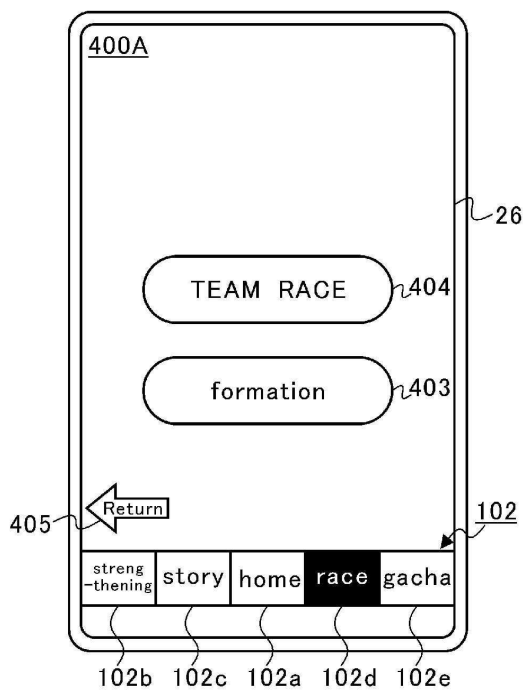 400A
26
TEAM RACE
404
formation
403
Return
405
102
streng
-thening
story
home
race
gacha
102b
102c
102a
102d
102e